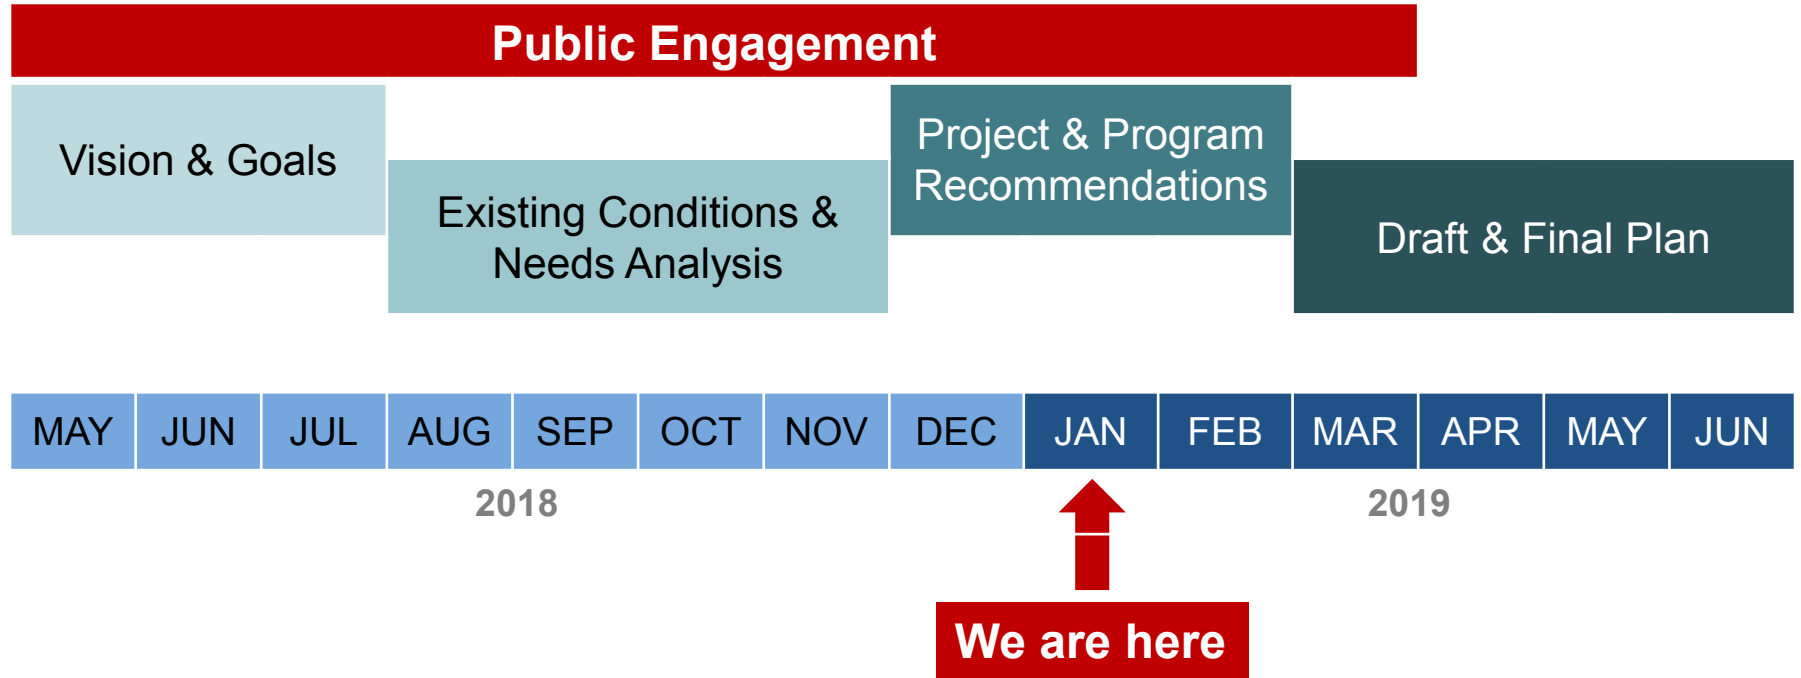 Public Engagement
Vision & Goals
Existing Conditions &
Needs Analysis
Project & Program
Recommendations
Draft & Final Plan
MAY JUN JUL AUG SEP OCT NOV DEC JAN FEB MAR APR MAY JUN
2018 2019
We are here